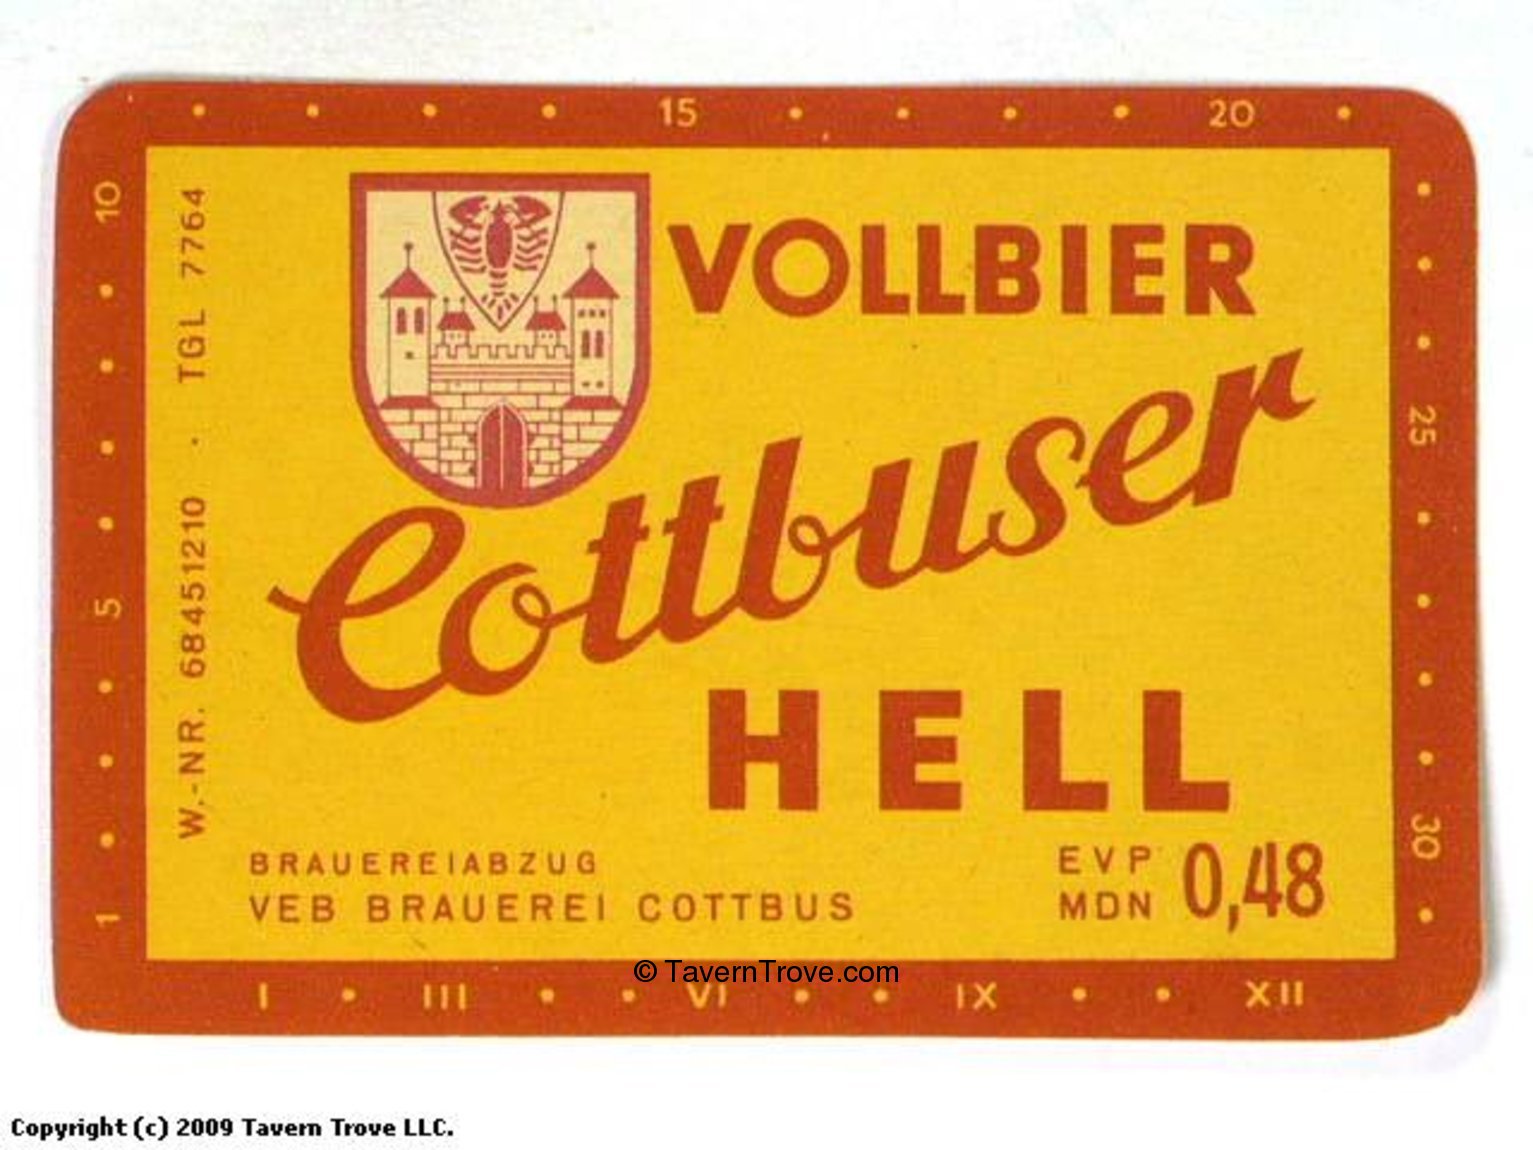 15 20
10 5 1
W.-NR. 68451210 · TGL 7764
VOLLBIER
Cottbuser
HELL
BRAUEREIABZUG
VEB BRAUEREI COTTBUS
EVP
MDN 0,48
25 30
© TavernTrove.com
I III VI IX XII
Copyright (c) 2009 Tavern Trove LLC.